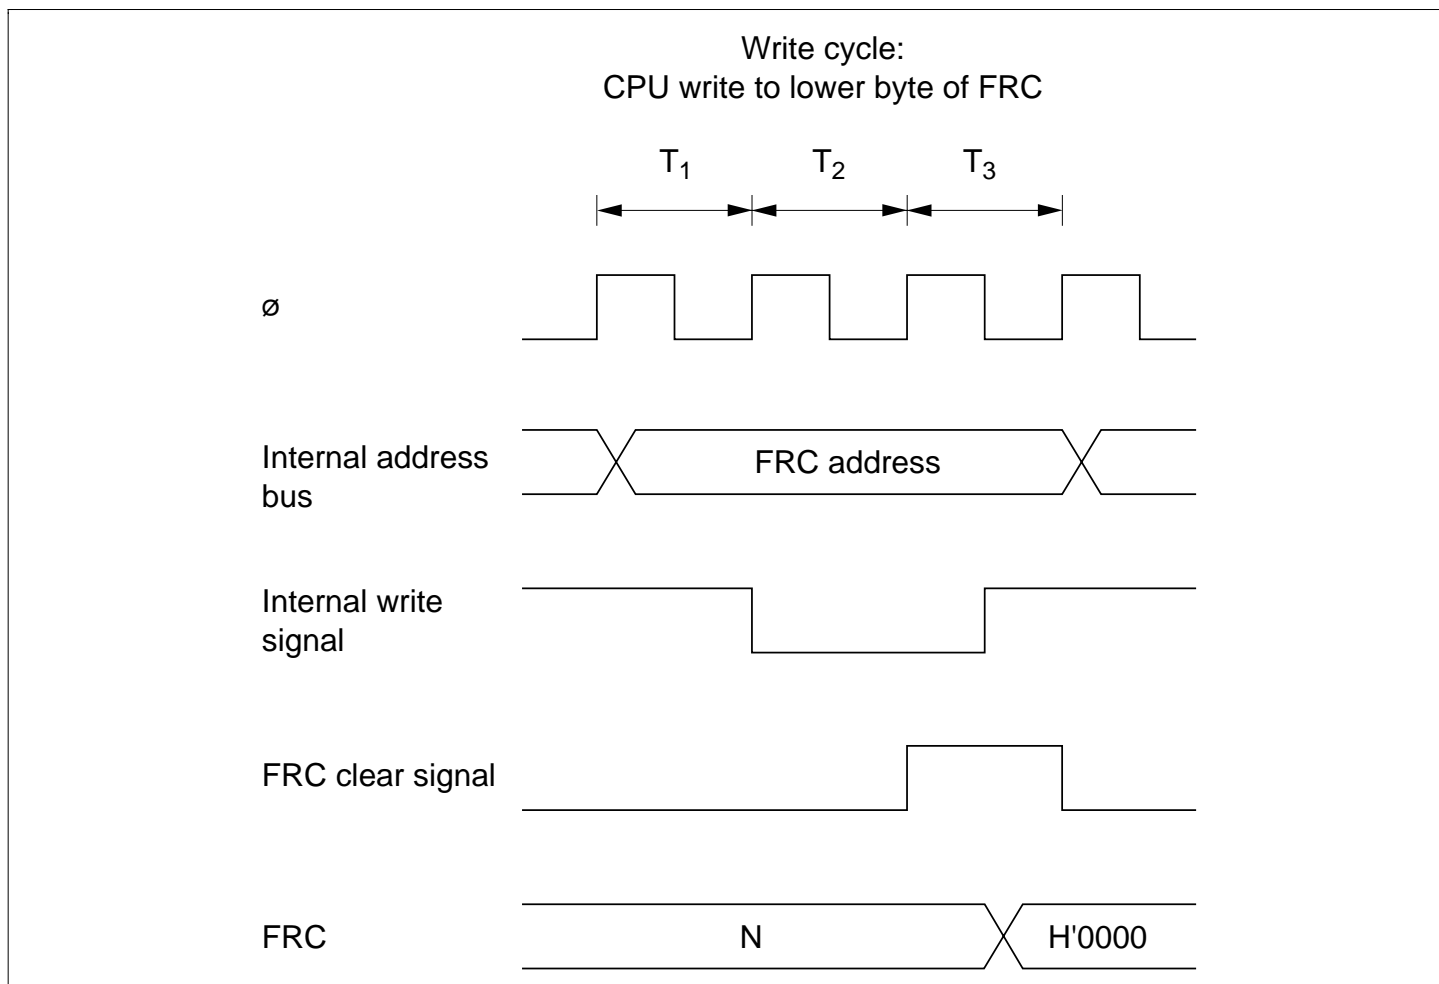 Write cycle:
CPU write to lower byte of FRC
T1 T2 T3
ø
Internal address
bus
FRC address
Internal write
signal
FRC clear signal
FRC
N
H'0000